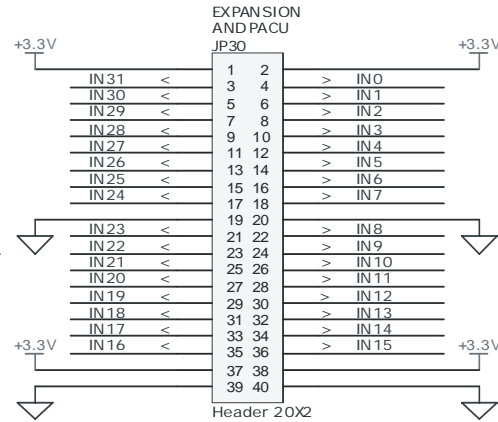 EXPANSION
AND PACU
JP30
+3.3V +3.3V
1 2
IN31 < 3 4 > IN0
IN30 < 5 6 > IN1
IN29 < 7 8 > IN2
IN28 < 9 10 > IN3
IN27 < 11 12 > IN4
IN26 < 13 14 > IN5
IN25 < 15 16 > IN6
IN24 < 17 18 > IN7
19 20
IN23 < 21 22 > IN8
IN22 < 23 24 > IN9
IN21 < 25 26 > IN10
IN20 < 27 28 > IN11
IN19 < 29 30 > IN12
IN18 < 31 32 > IN13
IN17 < 33 34 > IN14
IN16 < 35 36 > IN15
+3.3V +3.3V
37 38
39 40
Header 20X2